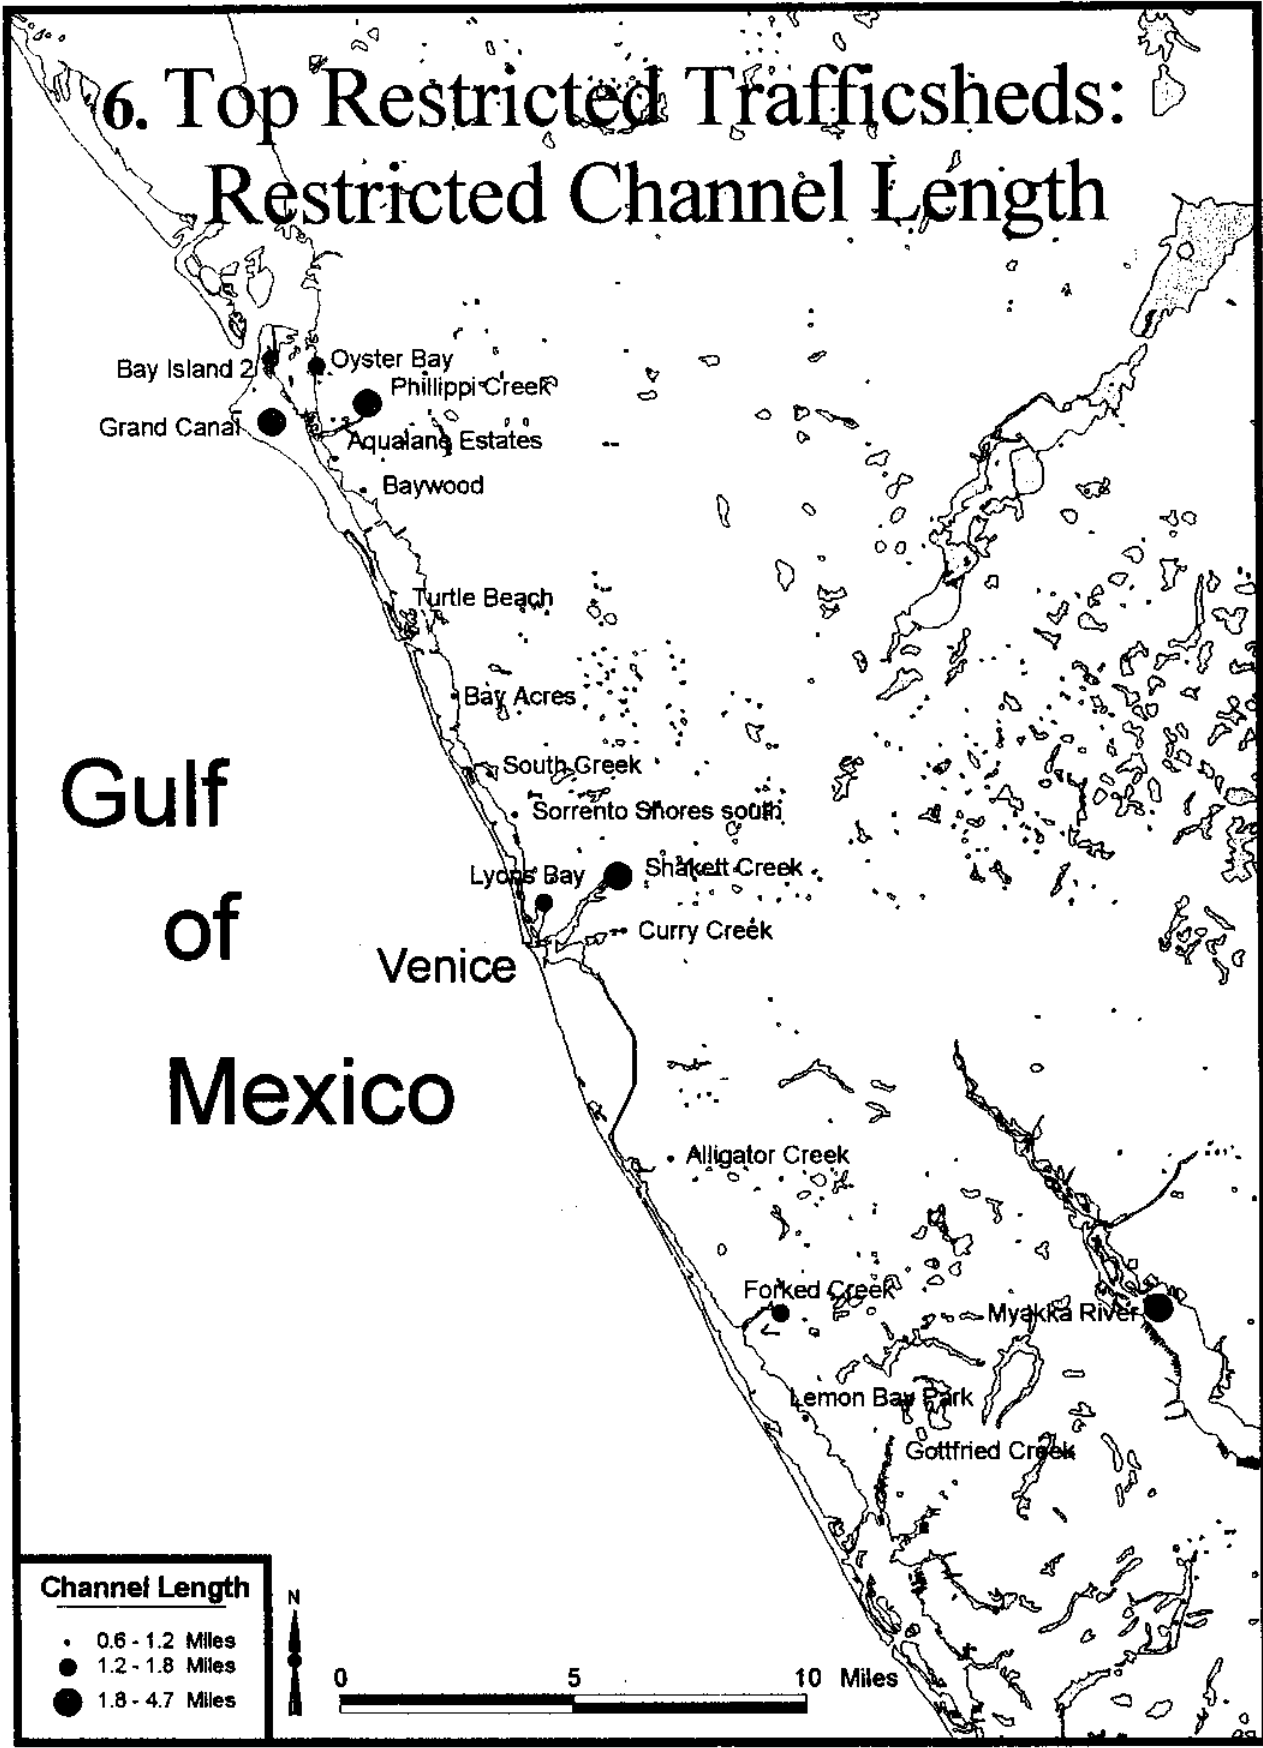 6. Top Restricted Trafficsheds:
Restricted Channel Length
Bay Island 2
Oyster Bay
Phillippi Creek
Grand Canal
Aqualane Estates
Baywood
Turtle Beach
Bay Acres
South Creek
Sorrento Shores south
Lyons Bay
Shakett Creek
Curry Creek
Venice
Gulf
of
Mexico
Alligator Creek
Forked Creek
Myakka River
Lemon Bay Park
Gottfried Creek
Channel Length
0.6 - 1.2 Miles
1.2 - 1.8 Miles
1.8 - 4.7 Miles
N
0 5 10 Miles